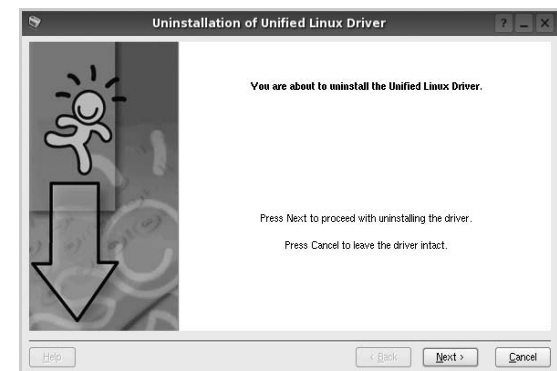 Uninstallation of Unified Linux Driver
You are about to uninstall the Unified Linux Driver.
Press Next to proceed with uninstalling the driver.
Press Cancel to leave the driver intact.
Help
< Back
Next >
Cancel